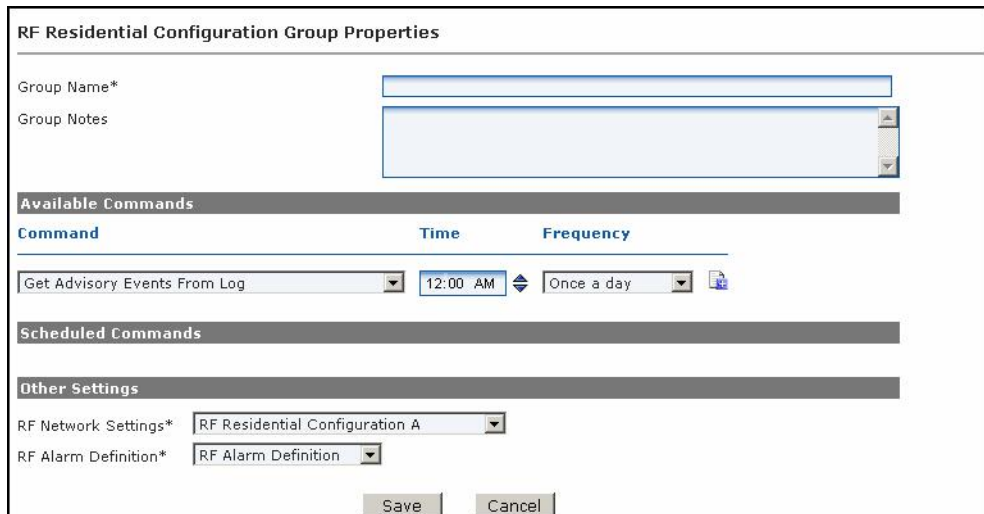 RF Residential Configuration Group Properties
Group Name*
Group Notes
Available Commands
Command Time Frequency
Get Advisory Events From Log 12:00 AM Once a day
Scheduled Commands
Other Settings
RF Network Settings* RF Residential Configuration A
RF Alarm Definition* RF Alarm Definition
Save Cancel